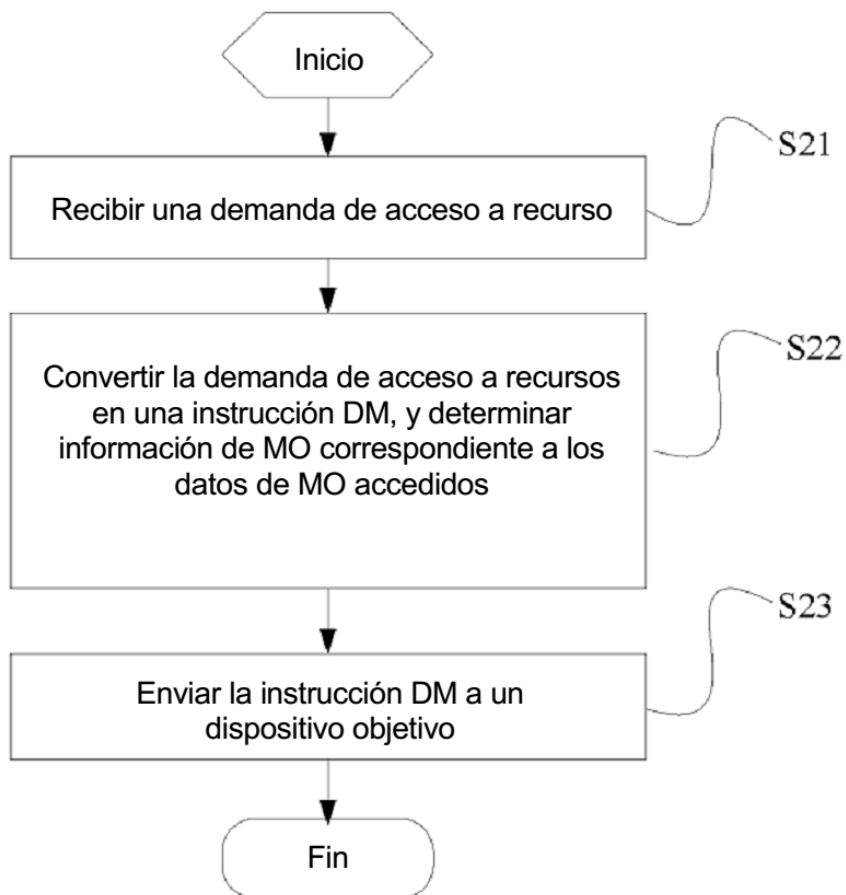 Inicio
S21
Recibir una demanda de acceso a recurso
S22
Convertir la demanda de acceso a recursos
en una instrucción DM, y determinar
información de MO correspondiente a los
datos de MO accedidos
S23
Enviar la instrucción DM a un
dispositivo objetivo
Fin